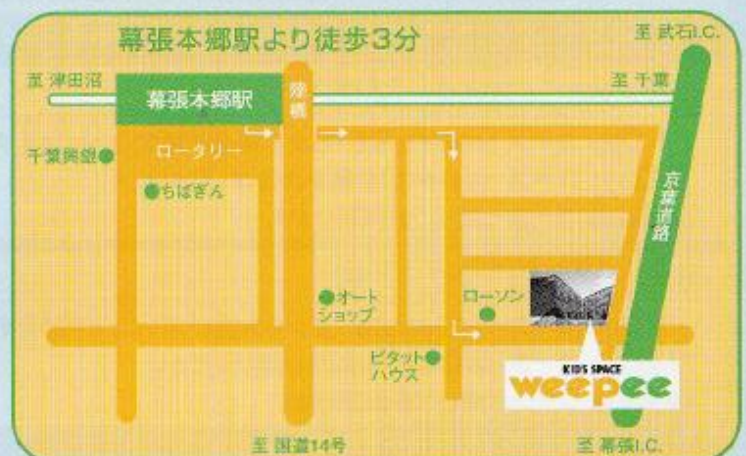 幕張本郷駅より徒歩3分
至 武石I.C.
至 津田沼
至 千葉
幕張本郷駅
陸橋
千葉興銀
ロータリー
ちばぎん
京葉道路
オート
ショップ
ローソン
ピタット
ハウス
KIDS SPACE
weepee
至 国道14号
至 幕張I.C.